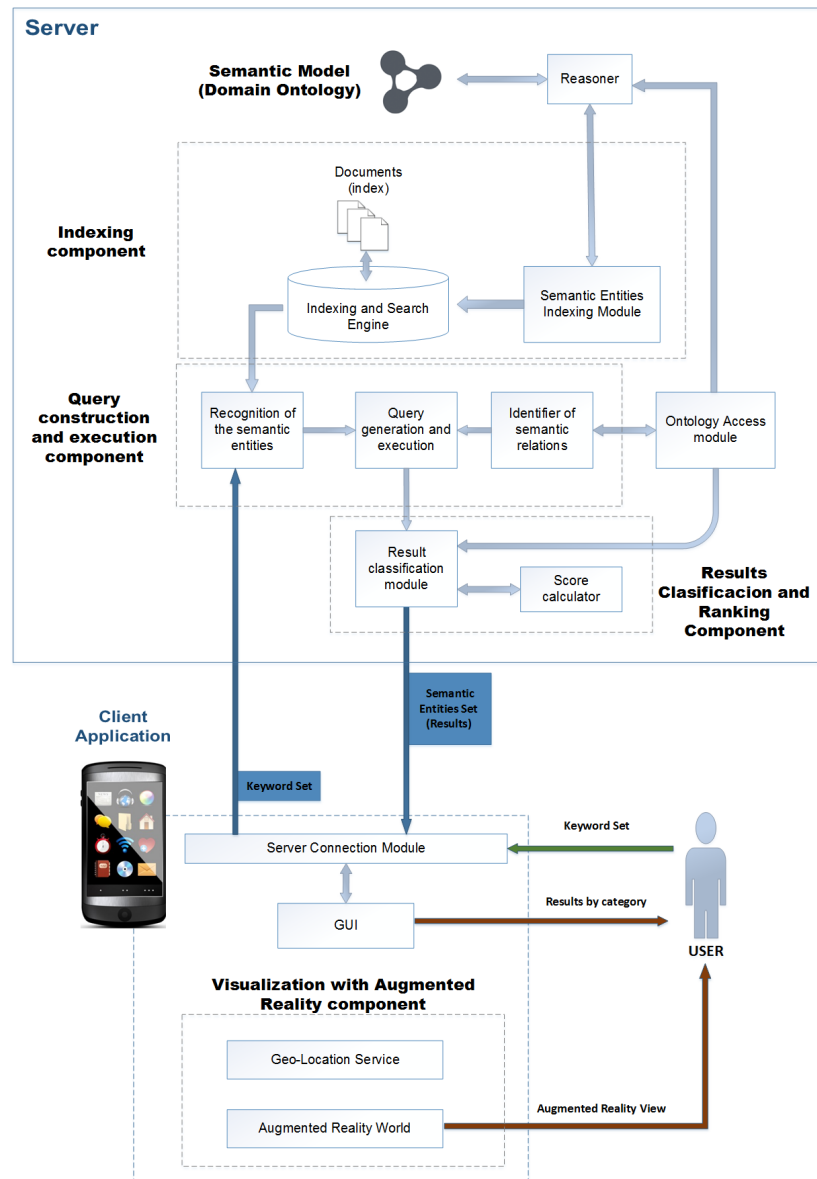 Server
Semantic Model
(Domain Ontology)
Reasoner
Documents
(index)
Indexing
component
Indexing and Search
Engine
Semantic Entities
Indexing Module
Query
construction
and execution
component
Recognition of
the semantic
entities
Query
generation and
execution
Identifier of
semantic
relations
Ontology Access
module
Result
classification
module
Score
calculator
Results
Clasificacion and
Ranking
Component
Semantic
Entities Set
(Results)
Client
Application
Keyword Set
Keyword Set
Server Connection Module
Results by category
GUI
USER
Visualization with Augmented
Reality component
Geo-Location Service
Augmented Reality World
Augmented Reality View